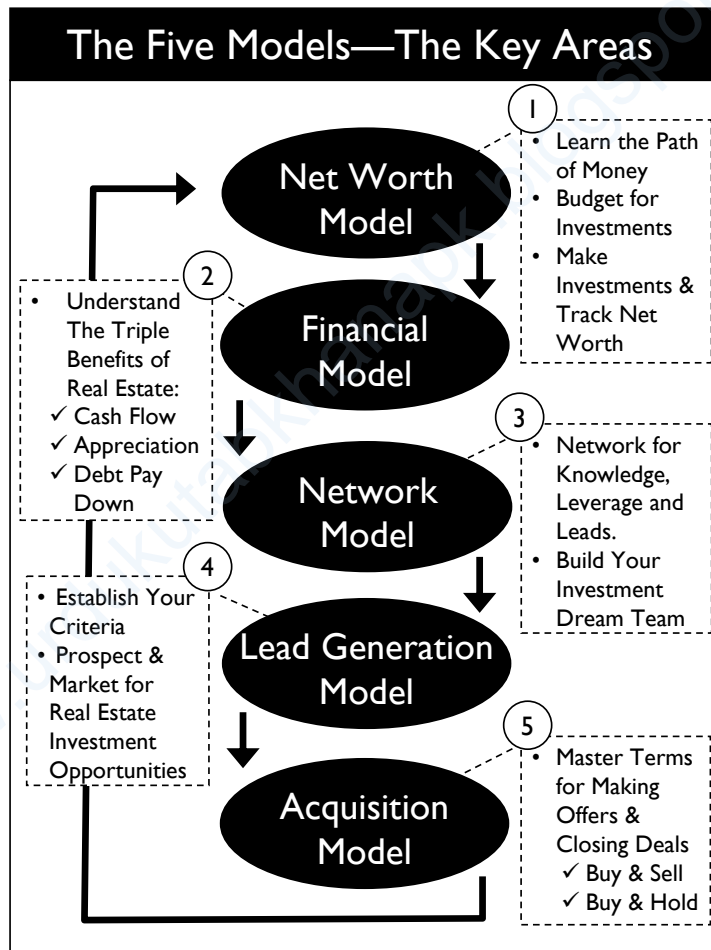 The Five Models—The Key Areas
1
Net Worth
Model
• Learn the Path
of Money
• Budget for
Investments
• Make
Investments &
Track Net
Worth
2
Financial
Model
• Understand
The Triple
Benefits of
Real Estate:
✓ Cash Flow
✓ Appreciation
✓ Debt Pay
Down
3
Network
Model
• Network for
Knowledge,
Leverage and
Leads.
• Build Your
Investment
Dream Team
4
Lead Generation
Model
• Establish Your
Criteria
• Prospect &
Market for
Real Estate
Investment
Opportunities
5
Acquisition
Model
• Master Terms
for Making
Offers &
Closing Deals
✓ Buy & Sell
✓ Buy & Hold